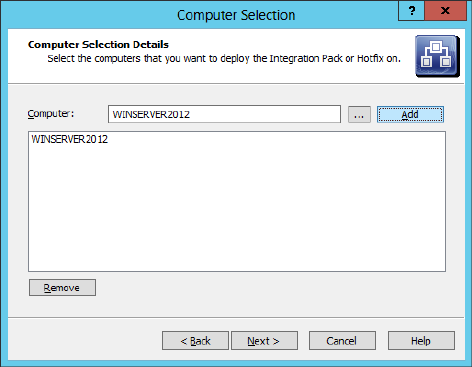 Computer Selection
?
Computer Selection Details
Select the computers that you want to deploy the Integration Pack or Hotfix on.
Computer: WINSERVER2012 ... Add
WINSERVER2012
Remove
< Back Next > Cancel Help